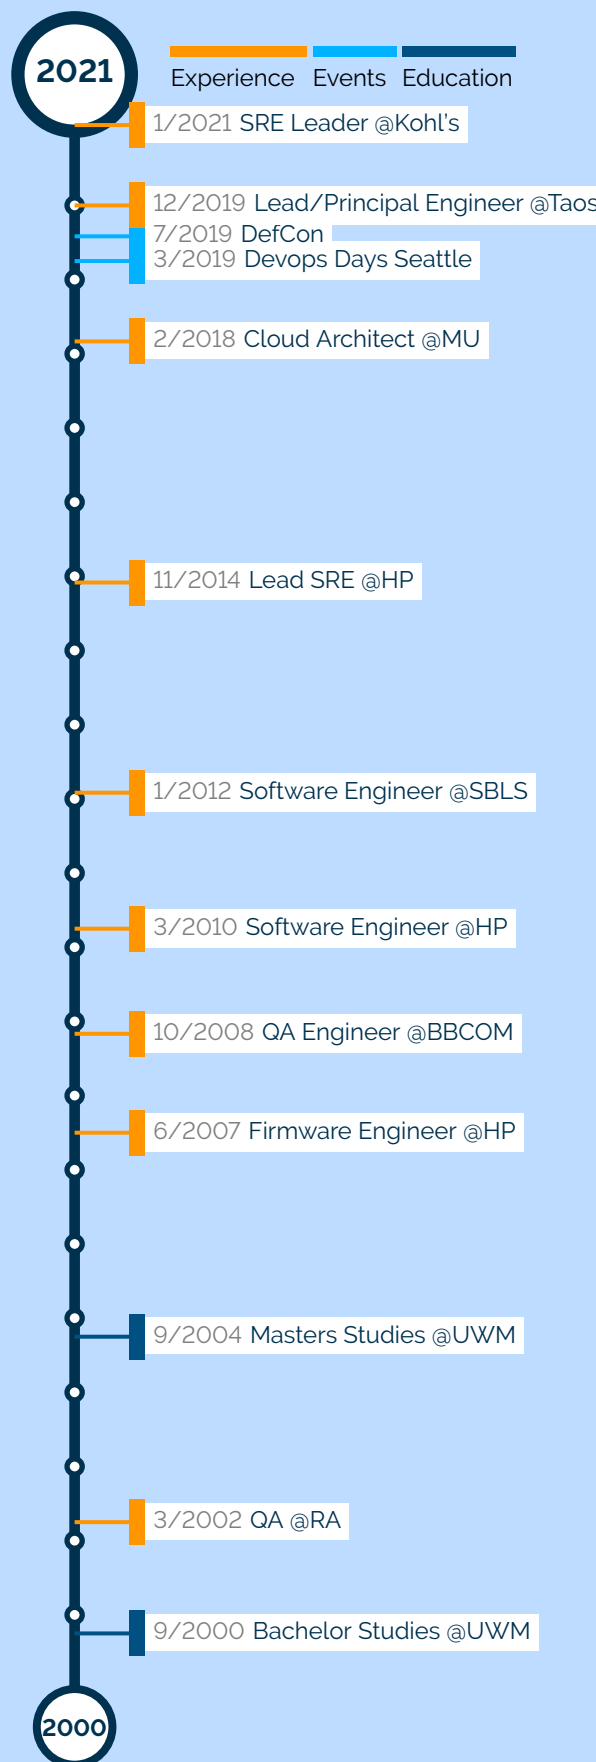 2021
Experience Events Education
1/2021 SRE Leader @Kohl's
12/2019 Lead/Principal Engineer @Taos
7/2019 DefCon
3/2019 Devops Days Seattle
2/2018 Cloud Architect @MU
11/2014 Lead SRE @HP
1/2012 Software Engineer @SBLS
3/2010 Software Engineer @HP
10/2008 QA Engineer @BBCOM
6/2007 Firmware Engineer @HP
9/2004 Masters Studies @UWM
3/2002 QA @RA
9/2000 Bachelor Studies @UWM
2000